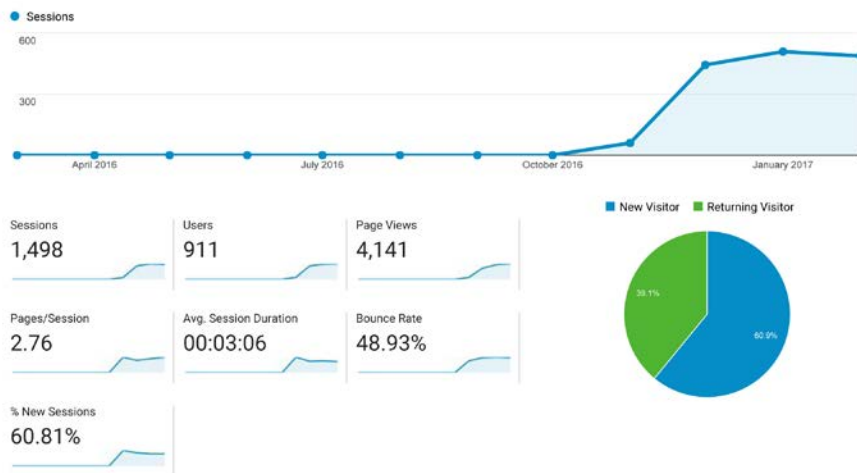 Sessions
600
300
April 2016
July 2016
October 2016
January 2017
New Visitor
Returning Visitor
Sessions
1,498
Users
911
Page Views
4,141
Pages/Session
2.76
Avg. Session Duration
00:03:06
Bounce Rate
48.93%
% New Sessions
60.81%
39.1%
60.9%